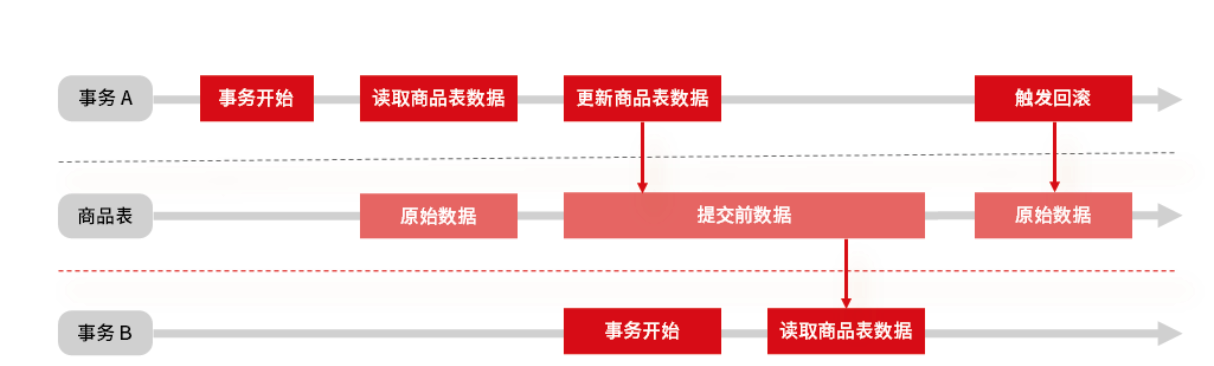 事务 A
事务开始
读取商品表数据
更新商品表数据
触发回滚
商品表
原始数据
提交前数据
原始数据
事务 B
事务开始
读取商品表数据